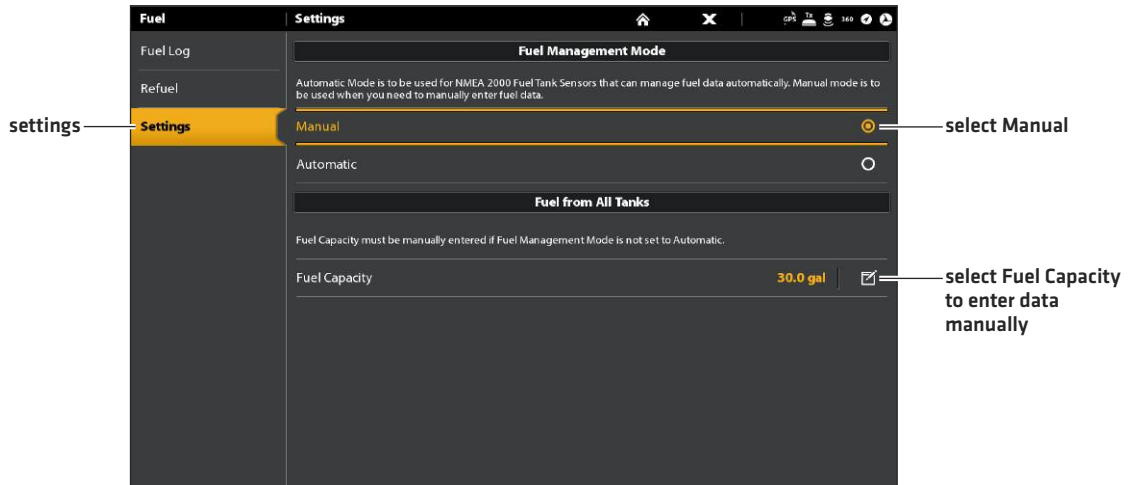 Fuel
Settings
GPS Tx 360
Fuel Log
Refuel
Settings
Fuel Management Mode
Automatic Mode is to be used for NMEA 2000 Fuel Tank Sensors that can manage fuel data automatically. Manual mode is to
be used when you need to manually enter fuel data.
Manual
Automatic
Fuel from All Tanks
Fuel Capacity must be manually entered if Fuel Management Mode is not set to Automatic.
Fuel Capacity
30.0 gal
settings
select Manual
select Fuel Capacity
to enter data
manually